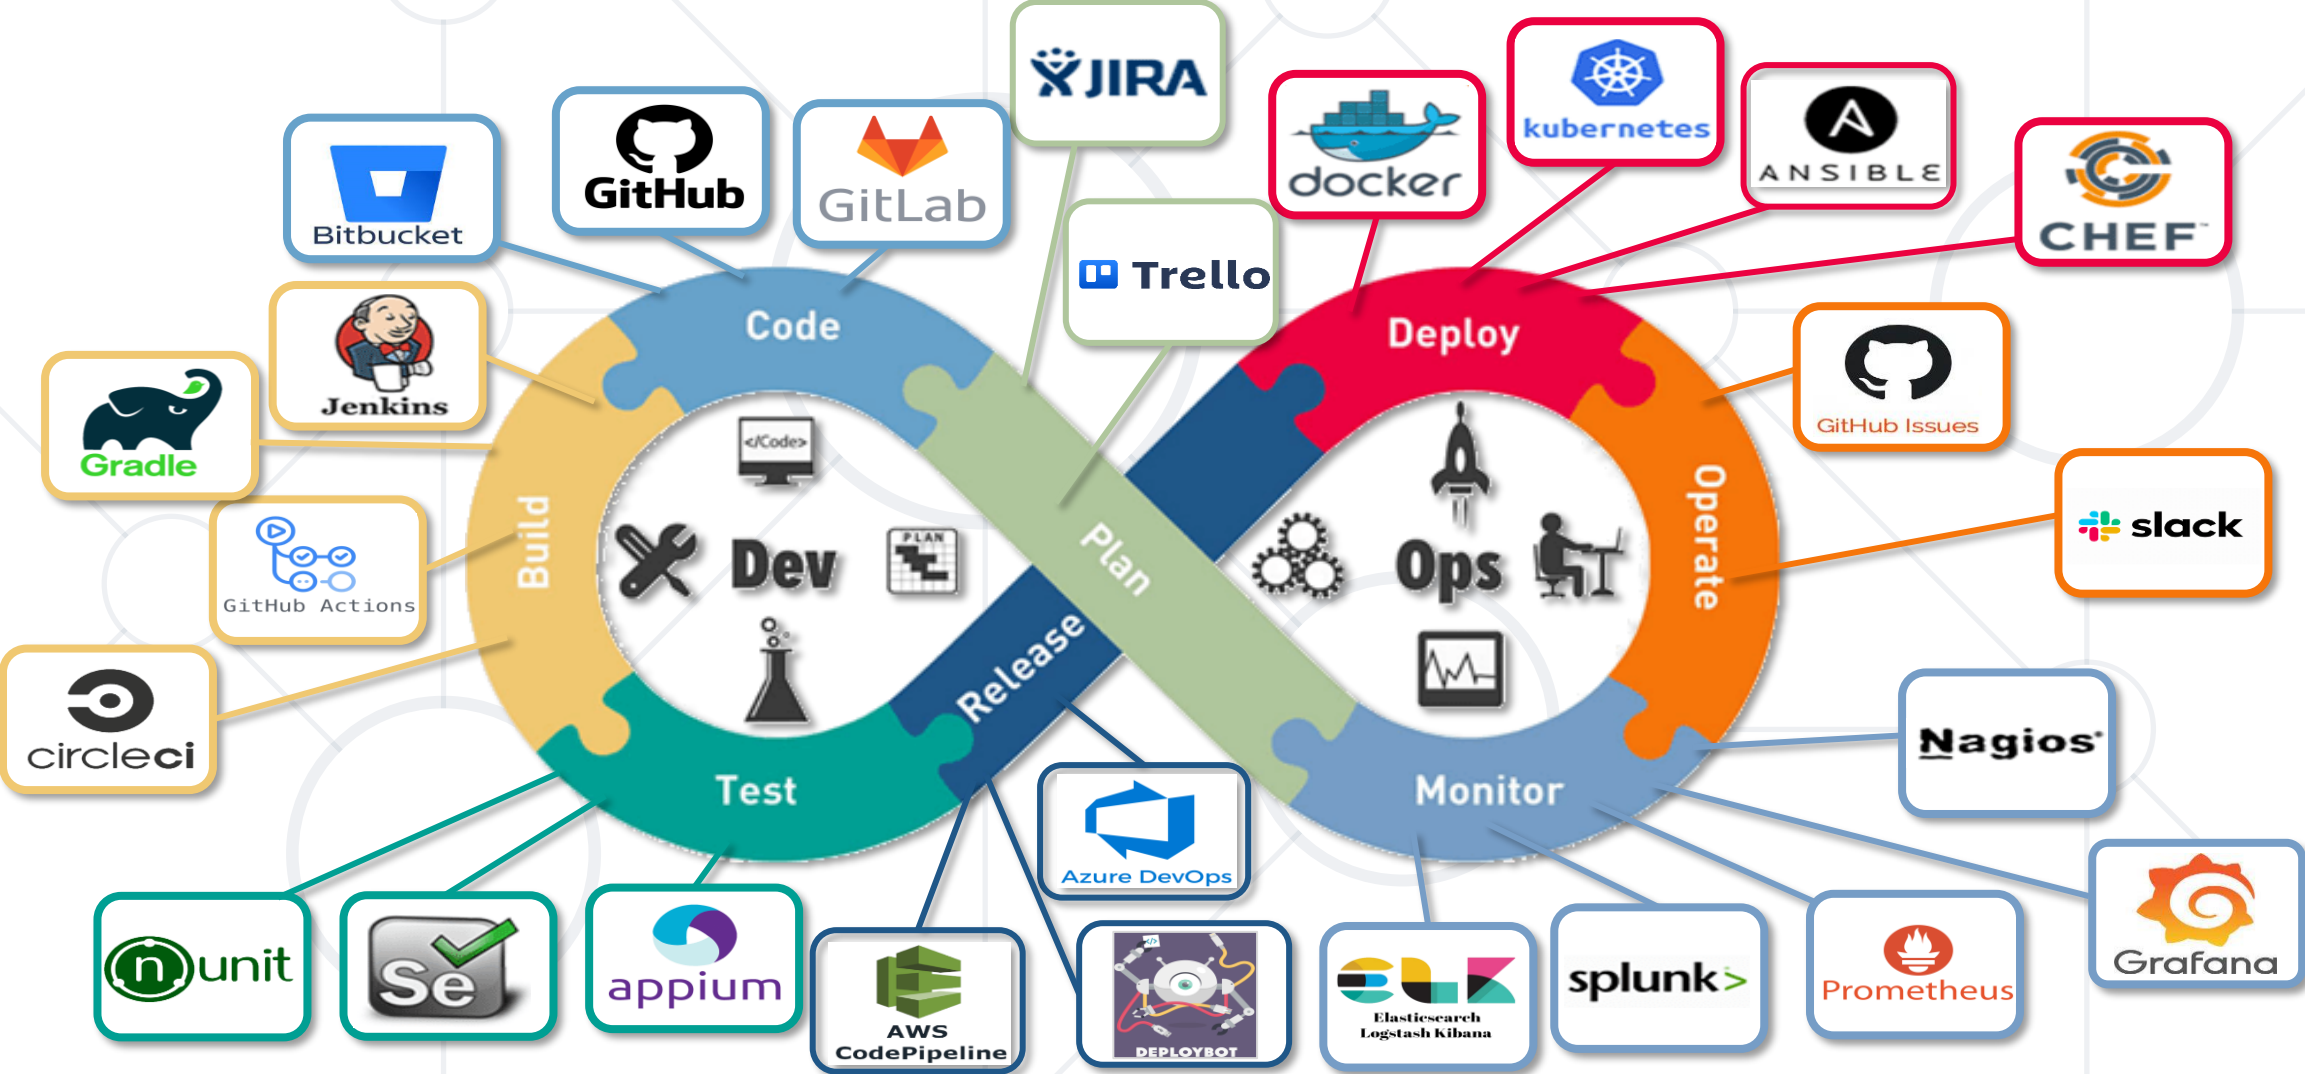 JIRA
kubernetes
docker
ANSIBLE
GitHub
GitLab
Bitbucket
CHEF™
Trello
Code
Deploy
Jenkins
GitHub Issues
Gradle
</Code>
PLAN
Build
Dev
Plan
Ops
Operate
slack
GitHub Actions
Release
circleci
Test
Monitor
Nagios®
Azure DevOps
nunit
Se
appium
AWS
CodePipeline
</>
DEPLOYBOT
ELK
Elasticsearch
Logstash Kibana
splunk>
Prometheus
Grafana